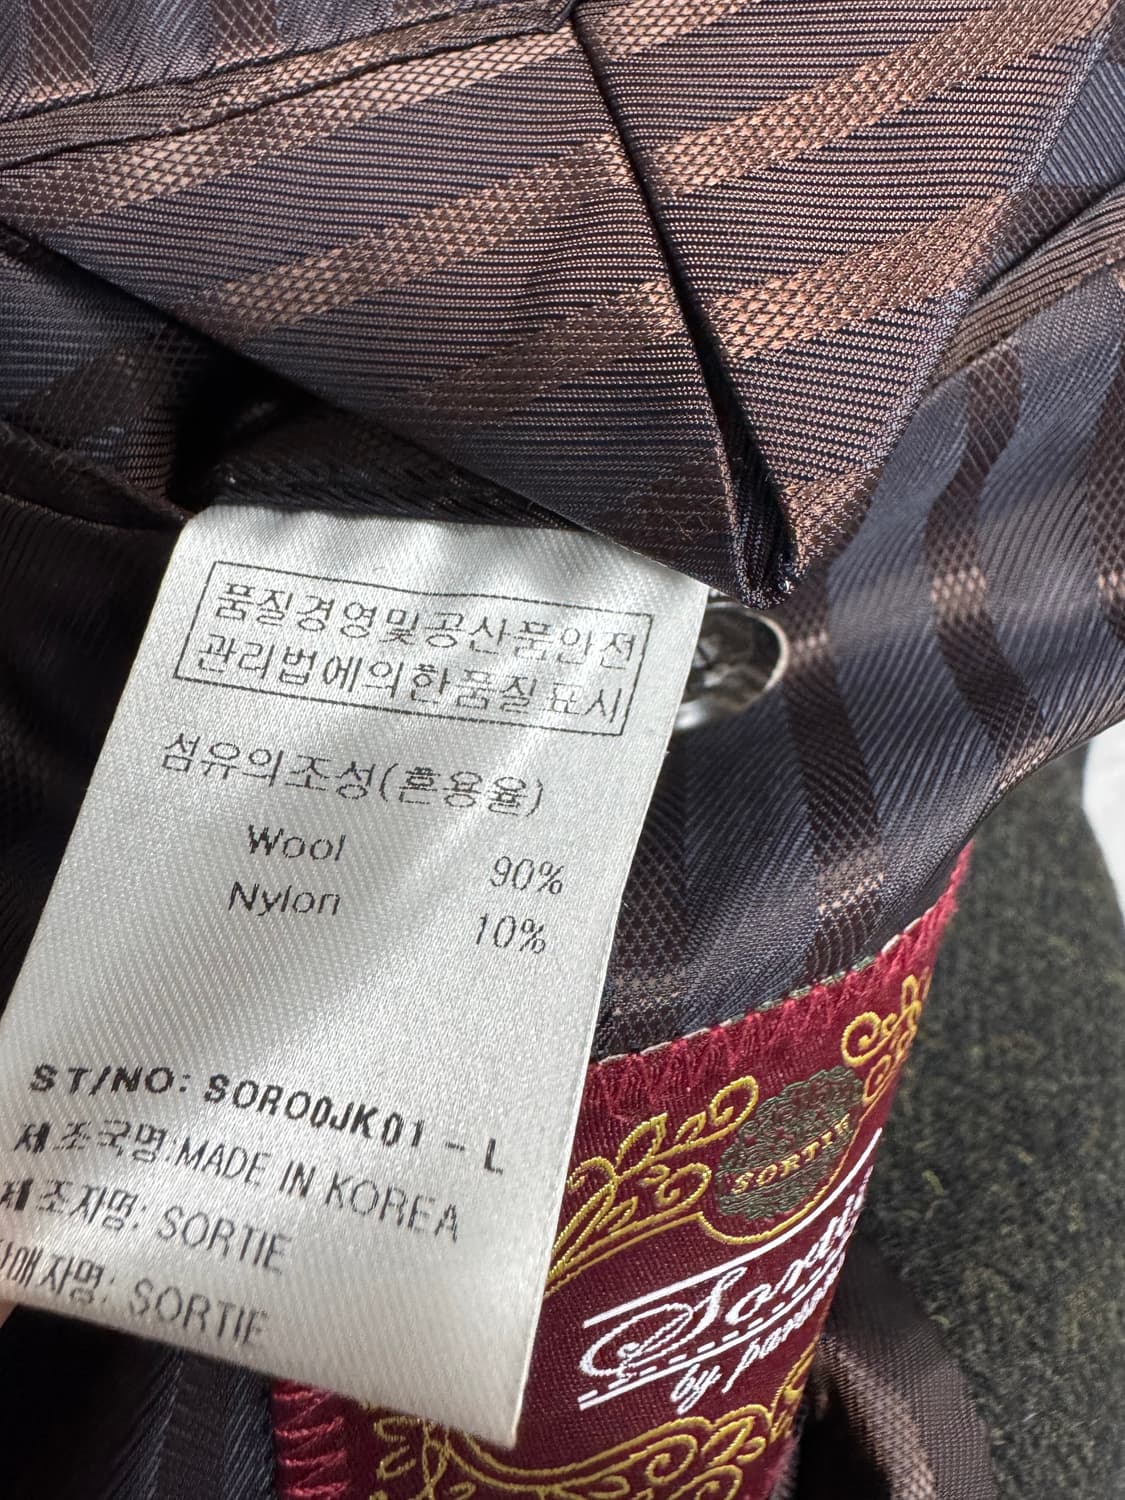 품질경영및공산품안전
관리법에의한품질표시
섬유의조성(혼용율)
Wool 90%
Nylon 10%
ST/NO: SOR00JK01 - L
제조국명:MADE IN KOREA
제조자명: SORTIE
판매자명: SORTIE
SORTIE
by